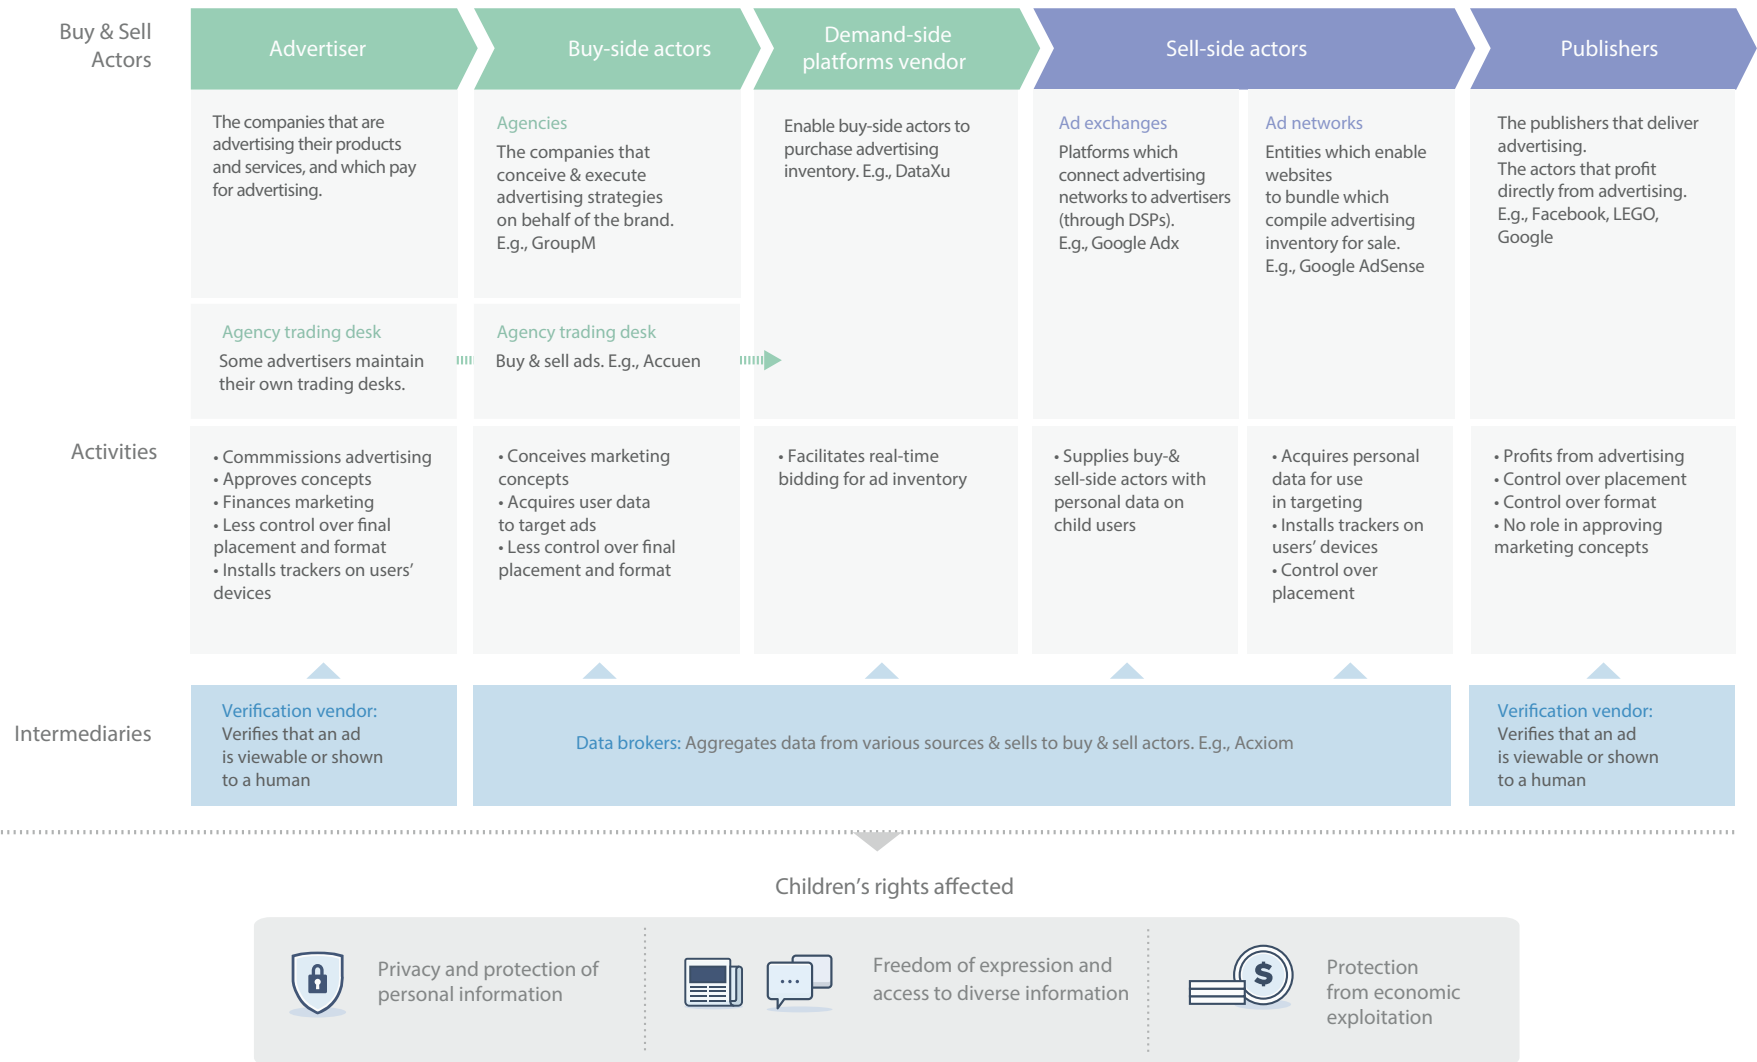 Buy & Sell
Actors
Advertiser
Buy-side actors
Demand-side
platforms vendor
Sell-side actors
Publishers
The companies that are
advertising their products
and services, and which pay
for advertising.
Agencies
The companies that
conceive & execute
advertising strategies
on behalf of the brand.
E.g., GroupM
Enable buy-side actors to
purchase advertising
inventory. E.g., DataXu
Ad exchanges
Platforms which
connect advertising
networks to advertisers
(through DSPs).
E.g., Google Adx
Ad networks
Entities which enable
websites
to bundle which
compile advertising
inventory for sale.
E.g., Google AdSense
The publishers that deliver
advertising.
The actors that profit
directly from advertising.
E.g., Facebook, LEGO,
Google
Agency trading desk
Some advertisers maintain
their own trading desks.
Agency trading desk
Buy & sell ads. E.g., Accuen
Activities
• Commmissions advertising
• Approves concepts
• Finances marketing
• Less control over final
placement and format
• Installs trackers on users’
devices
• Conceives marketing
concepts
• Acquires user data
to target ads
• Less control over final
placement and format
• Facilitates real-time
bidding for ad inventory
• Supplies buy-&
sell-side actors with
personal data on
child users
• Acquires personal
data for use
in targeting
• Installs trackers on
users’ devices
• Control over
placement
• Profits from advertising
• Control over placement
• Control over format
• No role in approving
marketing concepts
Intermediaries
Verification vendor:
Verifies that an ad
is viewable or shown
to a human
Data brokers: Aggregates data from various sources & sells to buy & sell actors. E.g., Acxiom
Verification vendor:
Verifies that an ad
is viewable or shown
to a human
Children’s rights affected
Privacy and protection of
personal information
Freedom of expression and
access to diverse information
$
Protection
from economic
exploitation